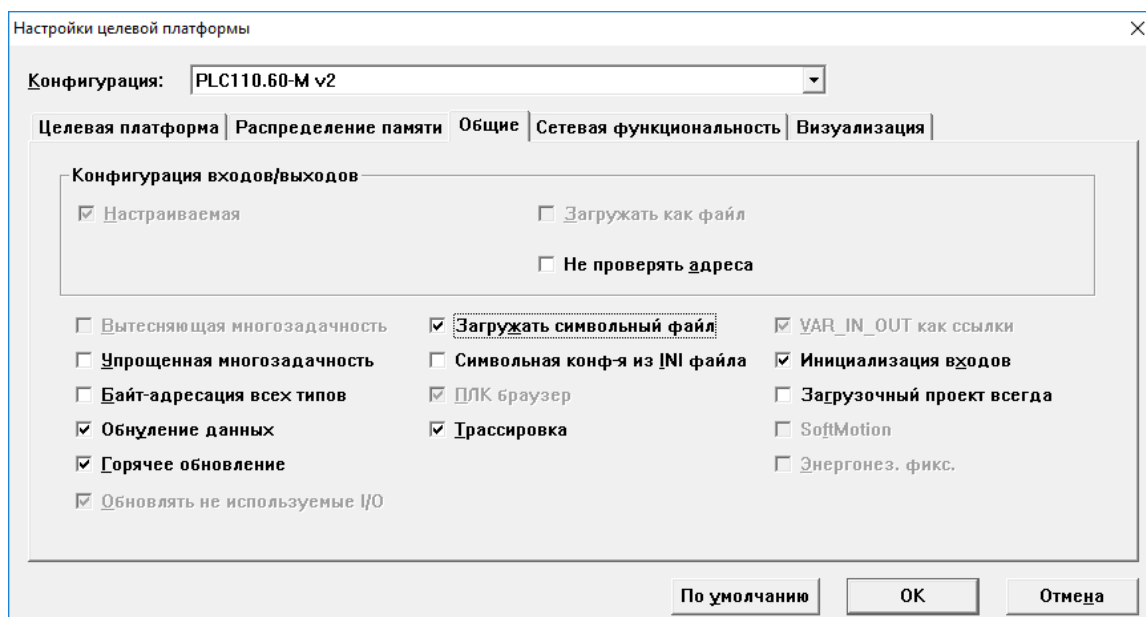 Настройки целевой платформы
Конфигурация: PLC110.60-M v2
Целевая платформа Распределение памяти Общие Сетевая функциональность Визуализация
Конфигурация входов/выходов
Настраиваемая Загружать как файл
Не проверять адреса
Вытесняющая многозадачность Загружать символьный файл VAR_IN_OUT как ссылки
Упрощенная многозадачность Символьная конф-я из INI файла Инициализация входов
Байт-адресация всех типов ПЛК браузер Загрузочный проект всегда
Обнуление данных Трассировка SoftMotion
Горячее обновление Энергонез. фикс.
Обновлять не используемые I/O
По умолчанию OK Отмена